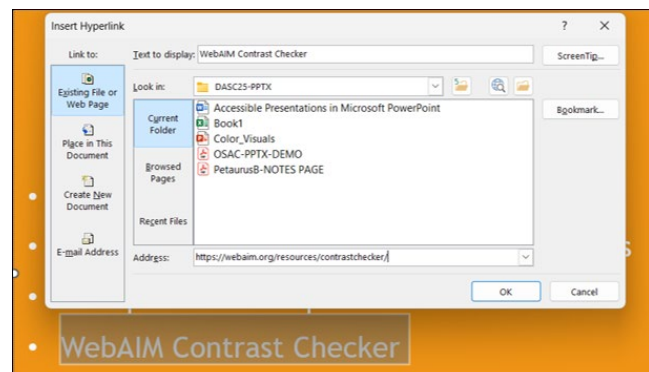 Insert Hyperlink
?
Link to:
Text to display: WebAIM Contrast Checker
ScreenTip...
Existing File or
Web Page
Look in:
DASC25-PPTX
Bookmark...
Current
Folder
Accessible Presentations in Microsoft PowerPoint
Book1
Color_Visuals
OSAC-PPTX-DEMO
PetaurusB-NOTES PAGE
Place in This
Document
Browsed
Pages
Create New
Document
Recent Files
E-mail Address
Address: https://webaim.org/resources/contrastchecker/
OK
Cancel
• WebAIM Contrast Checker